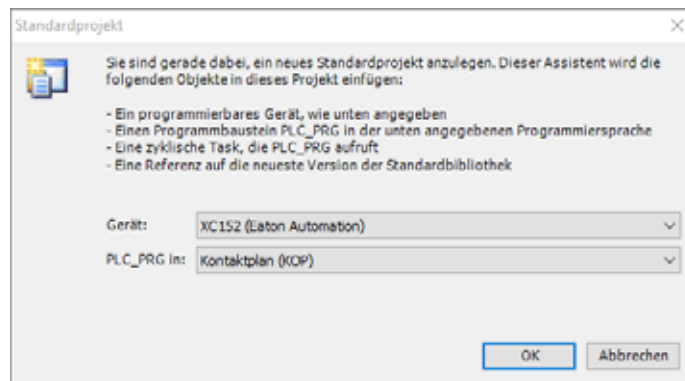 Standardprojekt
Sie sind gerade dabei, ein neues Standardprojekt anzulegen. Dieser Assistent wird die
folgenden Objekte in dieses Projekt einfügen:
- Ein programmierbares Gerät, wie unten angegeben
- Einen Programmbaustein PLC_PRG in der unten angegebenen Programmiersprache
- Eine zyklische Task, die PLC_PRG aufruft
- Eine Referenz auf die neueste Version der Standardbibliothek
Gerät: XC152 (Eaton Automation)
PLC_PRG in: Kontaktplan (KOP)
OK Abbrechen